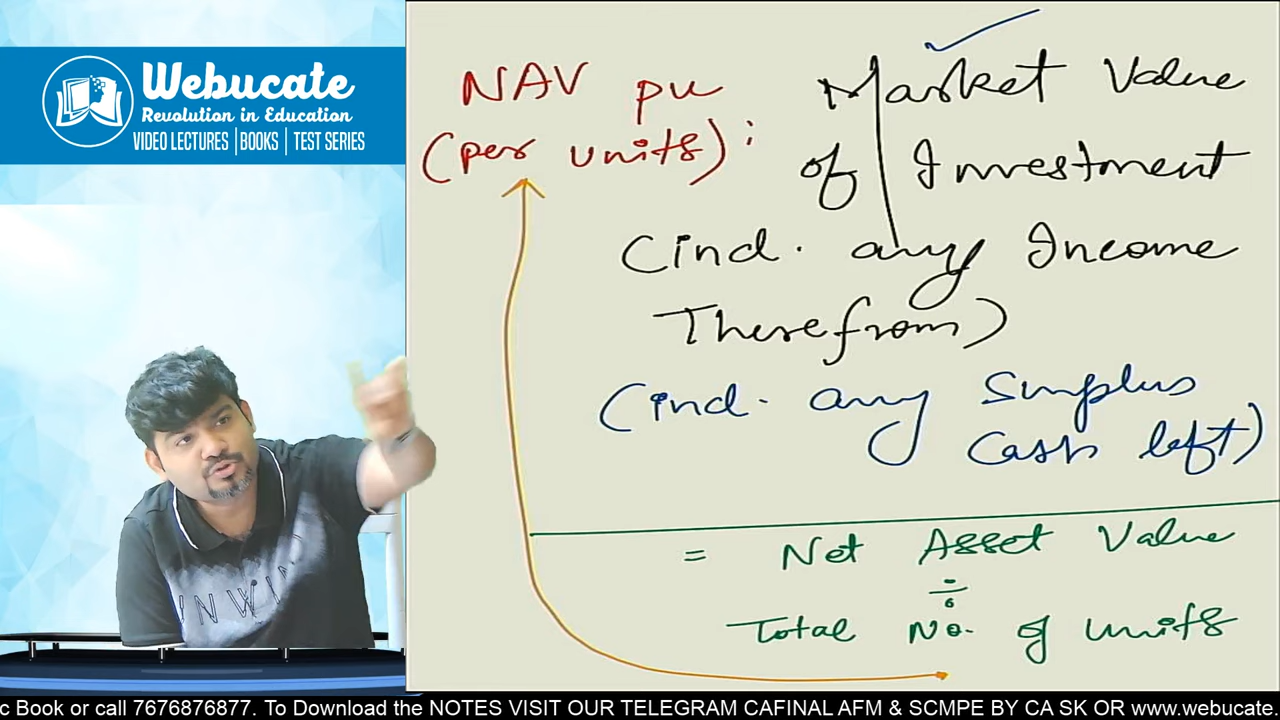 Webucate
Revolution in Education
VIDEO LECTURES | BOOKS | TEST SERIES
NAV pu
(per units) :
Market Value
of Investment
(incl. any Income
Therefrom)
(incl. any Surplus
Cash left)
= Net Asset Value
÷
Total No. of units
c Book or call 7676876877. To Download the NOTES VISIT OUR TELEGRAM CAFINAL AFM & SCMPE BY CA SK OR www.webucate.